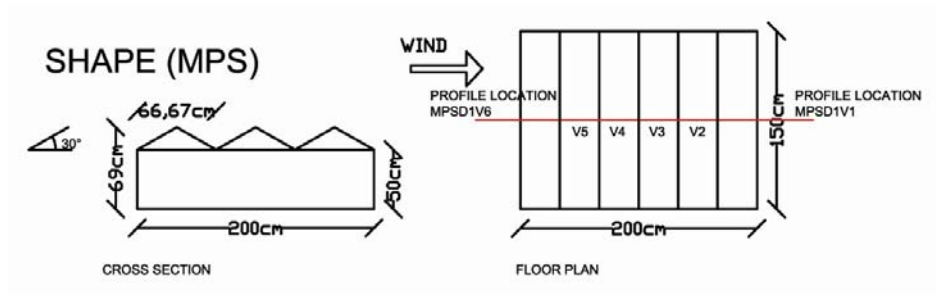 SHAPE (MPS)
66,67cm
30°
69cm
50cm
200cm
CROSS SECTION
WIND
PROFILE LOCATION
MPSD1V6
V5 V4 V3 V2
PROFILE LOCATION
MPSD1V1
150cm
200cm
FLOOR PLAN